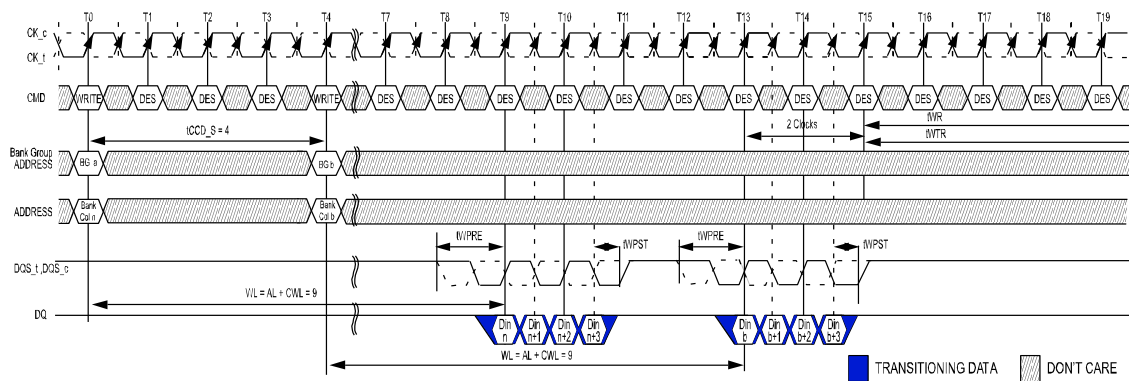 T0 T1 T2 T3 T4 T7 T8 T9 T10 T11 T12 T13 T14 T15 T16 T17 T18 T19
CK_c
CK_t
CMD WRITE DES DES DES WRITE DES DES DES DES DES DES DES DES DES DES DES DES DES
tCCD_S = 4
2 Clocks
tWR
tWTR
Bank Group
ADDRESS
BG a
BG b
ADDRESS
Bank
Col n
Bank
Col b
tWPRE
tWPST
tWPRE
tWPST
DQS_t ,DQS_c
WL = AL + CWL = 9
DQ
Din
n
Din
n+1
Din
n+2
Din
n+3
Din
b
Din
b+1
Din
b+2
Din
b+3
WL = AL + CWL = 9
TRANSITIONING DATA
DON'T CARE